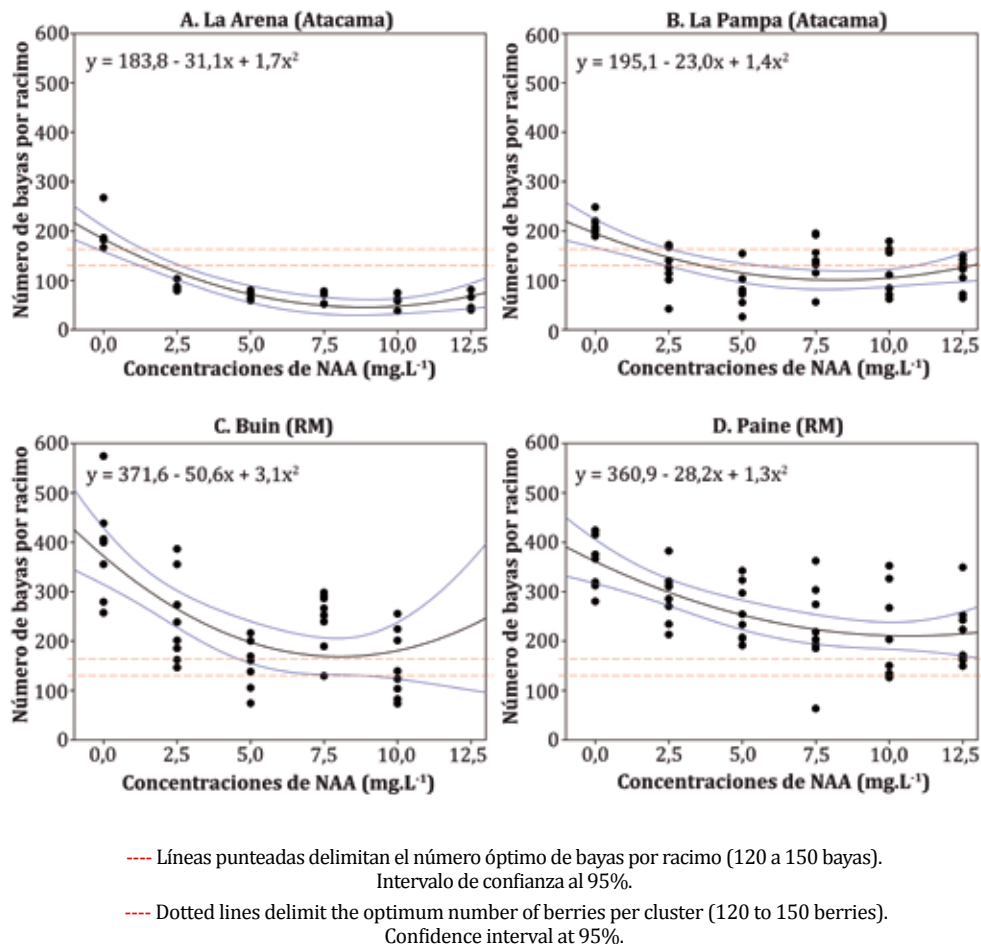 A. La Arena (Atacama)
Número de bayas por racimo
600
500
400
300
200
100
0
y = 183,8 - 31,1x + 1,7x²
0,0 2,5 5,0 7,5 10,0 12,5
Concentraciones de NAA (mg.L⁻¹)
B. La Pampa (Atacama)
Número de bayas por racimo
600
500
400
300
200
100
0
y = 195,1 - 23,0x + 1,4x²
0,0 2,5 5,0 7,5 10,0 12,5
Concentraciones de NAA (mg.L⁻¹)
C. Buin (RM)
Número de bayas por racimo
600
500
400
300
200
100
0
y = 371,6 - 50,6x + 3,1x²
0,0 2,5 5,0 7,5 10,0 12,5
Concentraciones de NAA (mg.L⁻¹)
D. Paine (RM)
Número de bayas por racimo
600
500
400
300
200
100
0
y = 360,9 - 28,2x + 1,3x²
0,0 2,5 5,0 7,5 10,0 12,5
Concentraciones de NAA (mg.L⁻¹)
---- Líneas punteadas delimitan el número óptimo de bayas por racimo (120 a 150 bayas).
Intervalo de confianza al 95%.
---- Dotted lines delimit the optimum number of berries per cluster (120 to 150 berries).
Confidence interval at 95%.